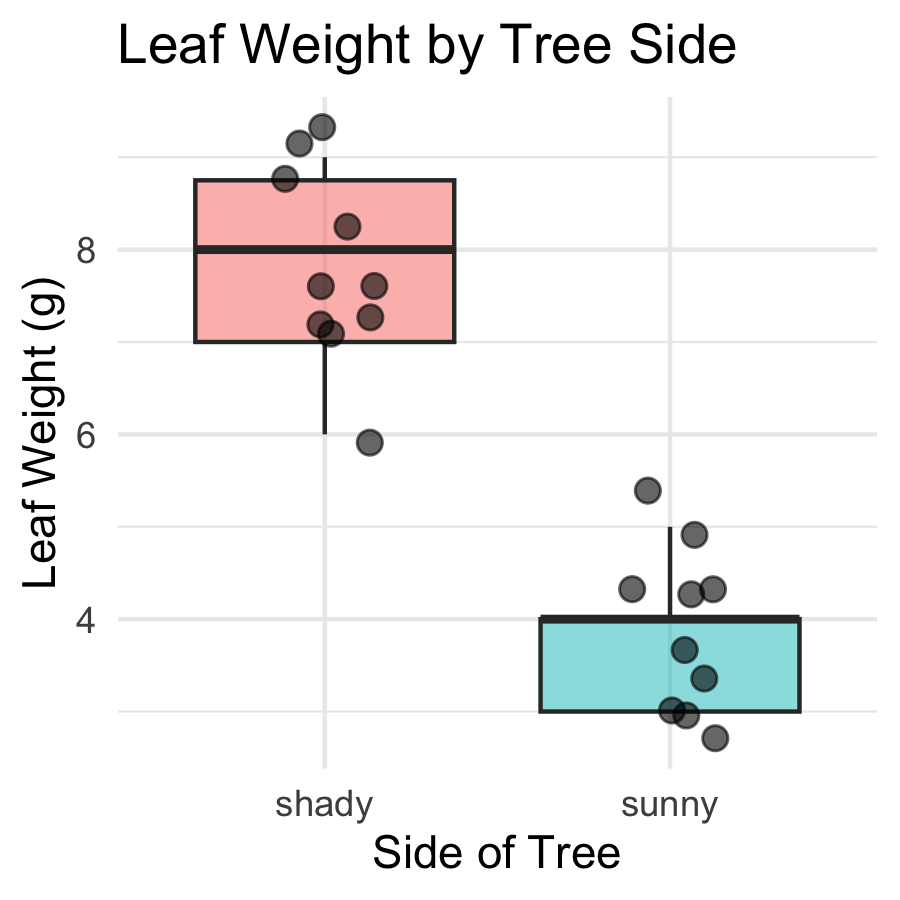 Leaf Weight by Tree Side
Leaf Weight (g)
8
6
4
shady sunny
Side of Tree